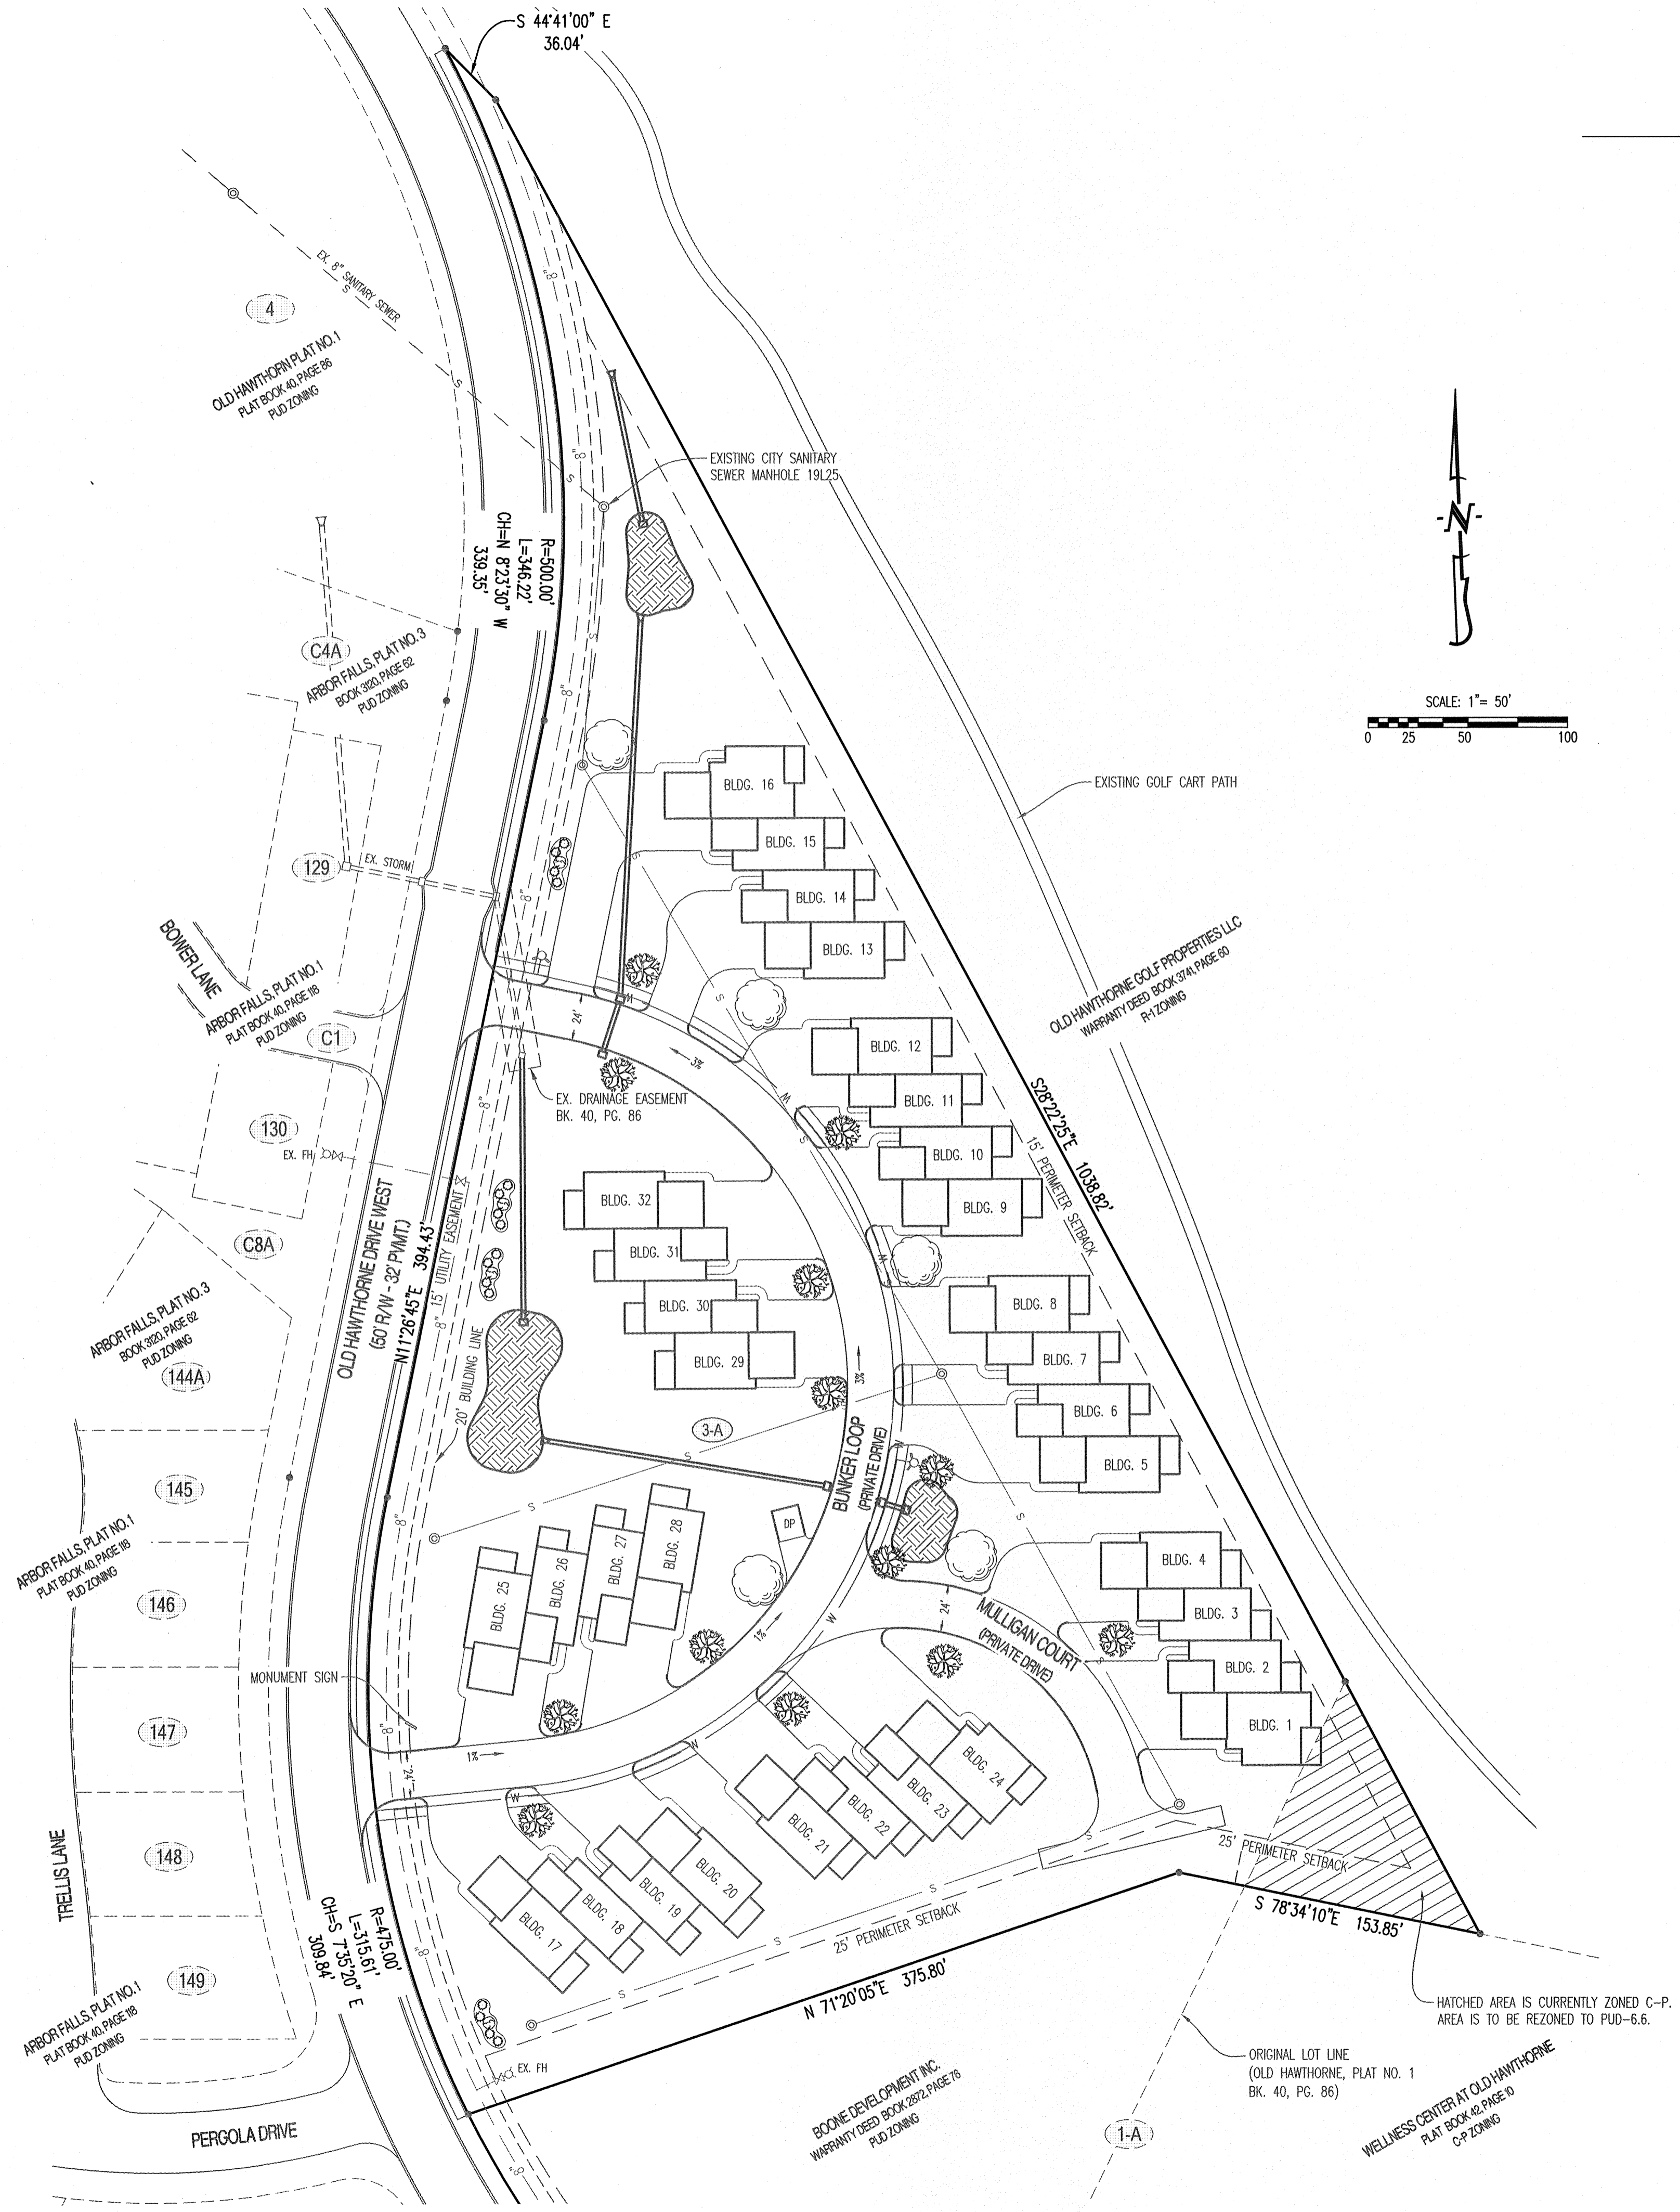 S 44°41'00" E
36.04'
EX. 8" SANITARY SEWER
S
S
S
4
OLD HAWTHORN PLAT NO. 1
PLAT BOOK 40, PAGE 86
PUD ZONING
8"
8"
EXISTING CITY SANITARY
SEWER MANHOLE 19L25
N
SCALE: 1"= 50'
0 25 50 100
R=500.00'
L=346.22'
CH=N 8°23'30" W
339.35'
S
C4A
ARBOR FALLS, PLAT NO. 3
BOOK 3120, PAGE 62
PUD ZONING
8"
EXISTING GOLF CART PATH
BLDG. 16
BLDG. 15
BLDG. 14
BLDG. 13
129
EX. STORM
S
8"
BOWER LANE
ARBOR FALLS, PLAT NO. 1
PLAT BOOK 40, PAGE 118
PUD ZONING
C1
OLD HAWTHORNE GOLF PROPERTIES LLC
WARRANTY DEED BOOK 3741, PAGE 60
R-1 ZONING
W
S
24'
3%
BLDG. 12
BLDG. 11
BLDG. 10
BLDG. 9
W
S
EX. DRAINAGE EASEMENT
BK. 40, PG. 86
8"
130
EX. FH
S28°22'25"E 1038.82'
15' PERIMETER SETBACK
BLDG. 32
BLDG. 31
BLDG. 30
BLDG. 29
C8A
OLD HAWTHORNE DRIVE WEST
(50' R/W - 32' PVMT.)
N11°26'45"E 394.43'
15' UTILITY EASEMENT
8"
20' BUILDING LINE
W
BLDG. 8
BLDG. 7
BLDG. 6
BLDG. 5
ARBOR FALLS, PLAT NO. 3
BOOK 3120, PAGE 62
PUD ZONING
144A
3%
3-A
S
BUNKER LOOP
(PRIVATE DRIVE)
W
145
S
8"
S
DP
ARBOR FALLS, PLAT NO. 1
PLAT BOOK 40, PAGE 118
PUD ZONING
BLDG. 25
BLDG. 26
BLDG. 27
BLDG. 28
BLDG. 4
BLDG. 3
BLDG. 2
BLDG. 1
146
24'
MULLIGAN COURT
(PRIVATE DRIVE)
S
1%
W
MONUMENT SIGN
147
8"
1%
W
24'
W
BLDG. 24
BLDG. 23
BLDG. 22
BLDG. 21
BLDG. 20
BLDG. 19
BLDG. 18
BLDG. 17
TRELLIS LANE
148
S
25' PERIMETER SETBACK
S
S
S
25' PERIMETER SETBACK
S 78°34'10"E 153.85'
R=475.00'
L=315.61'
CH=S 7°35'20" E
309.84'
8"
149
ARBOR FALLS, PLAT NO. 1
PLAT BOOK 40, PAGE 118
PUD ZONING
N 71°20'05"E 375.80'
HATCHED AREA IS CURRENTLY ZONED C-P.
AREA IS TO BE REZONED TO PUD-6.6.
EX. FH
ORIGINAL LOT LINE
(OLD HAWTHORNE, PLAT NO. 1
BK. 40, PG. 86)
BOONE DEVELOPMENT INC.
WARRANTY DEED BOOK 2872, PAGE 76
PUD ZONING
WELLNESS CENTER AT OLD HAWTHORNE
PLAT BOOK 42, PAGE 10
C-P ZONING
1-A
PERGOLA DRIVE
8"